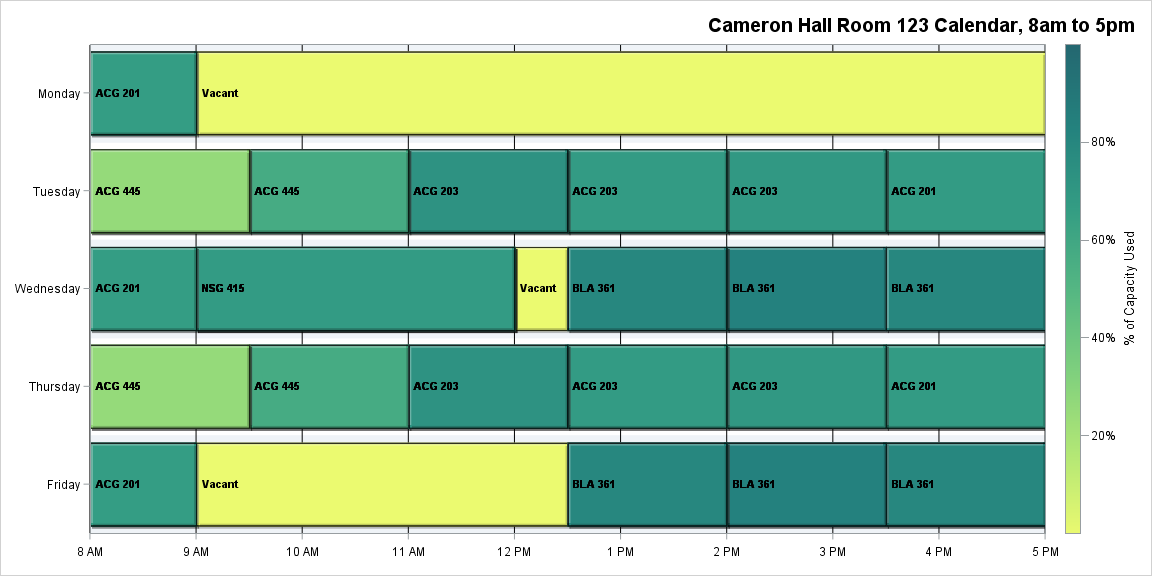 Cameron Hall Room 123 Calendar, 8am to 5pm
Monday
ACG 201
Vacant
Tuesday
ACG 445
ACG 445
ACG 203
ACG 203
ACG 203
ACG 201
Wednesday
ACG 201
NSG 415
Vacant
BLA 361
BLA 361
BLA 361
Thursday
ACG 445
ACG 445
ACG 203
ACG 203
ACG 203
ACG 201
Friday
ACG 201
Vacant
BLA 361
BLA 361
BLA 361
8 AM
9 AM
10 AM
11 AM
12 PM
1 PM
2 PM
3 PM
4 PM
5 PM
80%
60%
40%
20%
% of Capacity Used